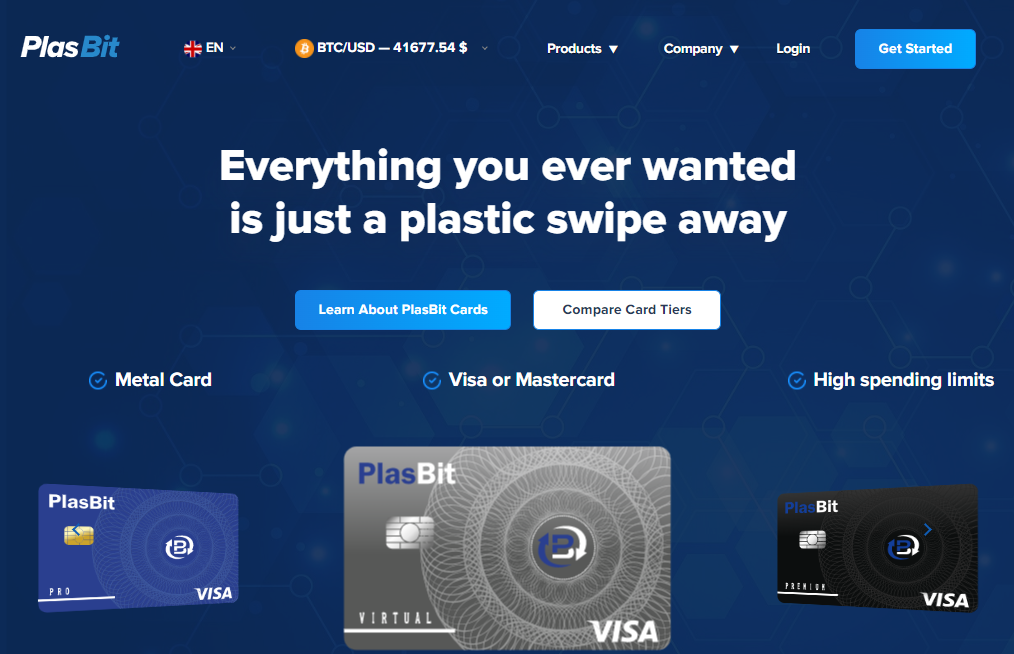 PlasBit
EN
BTC/USD — 41677.54 $
Products ▼
Company ▼
Login
Get Started
Everything you ever wanted
is just a plastic swipe away
Learn About PlasBit Cards
Compare Card Tiers
Metal Card
Visa or Mastercard
High spending limits
PlasBit
B
PRO
VISA
PlasBit
B
VIRTUAL
VISA
PlasBit
B
PREMIUM
VISA